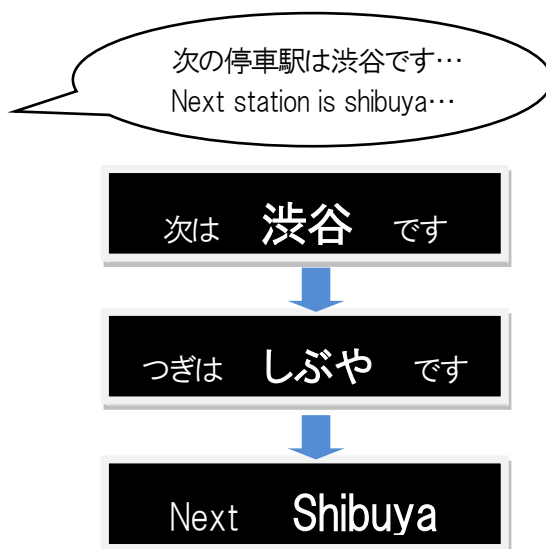 次の停車駅は渋谷です…
Next station is shibuya…
次は 渋谷 です
つぎは しぶや です
Next Shibuya